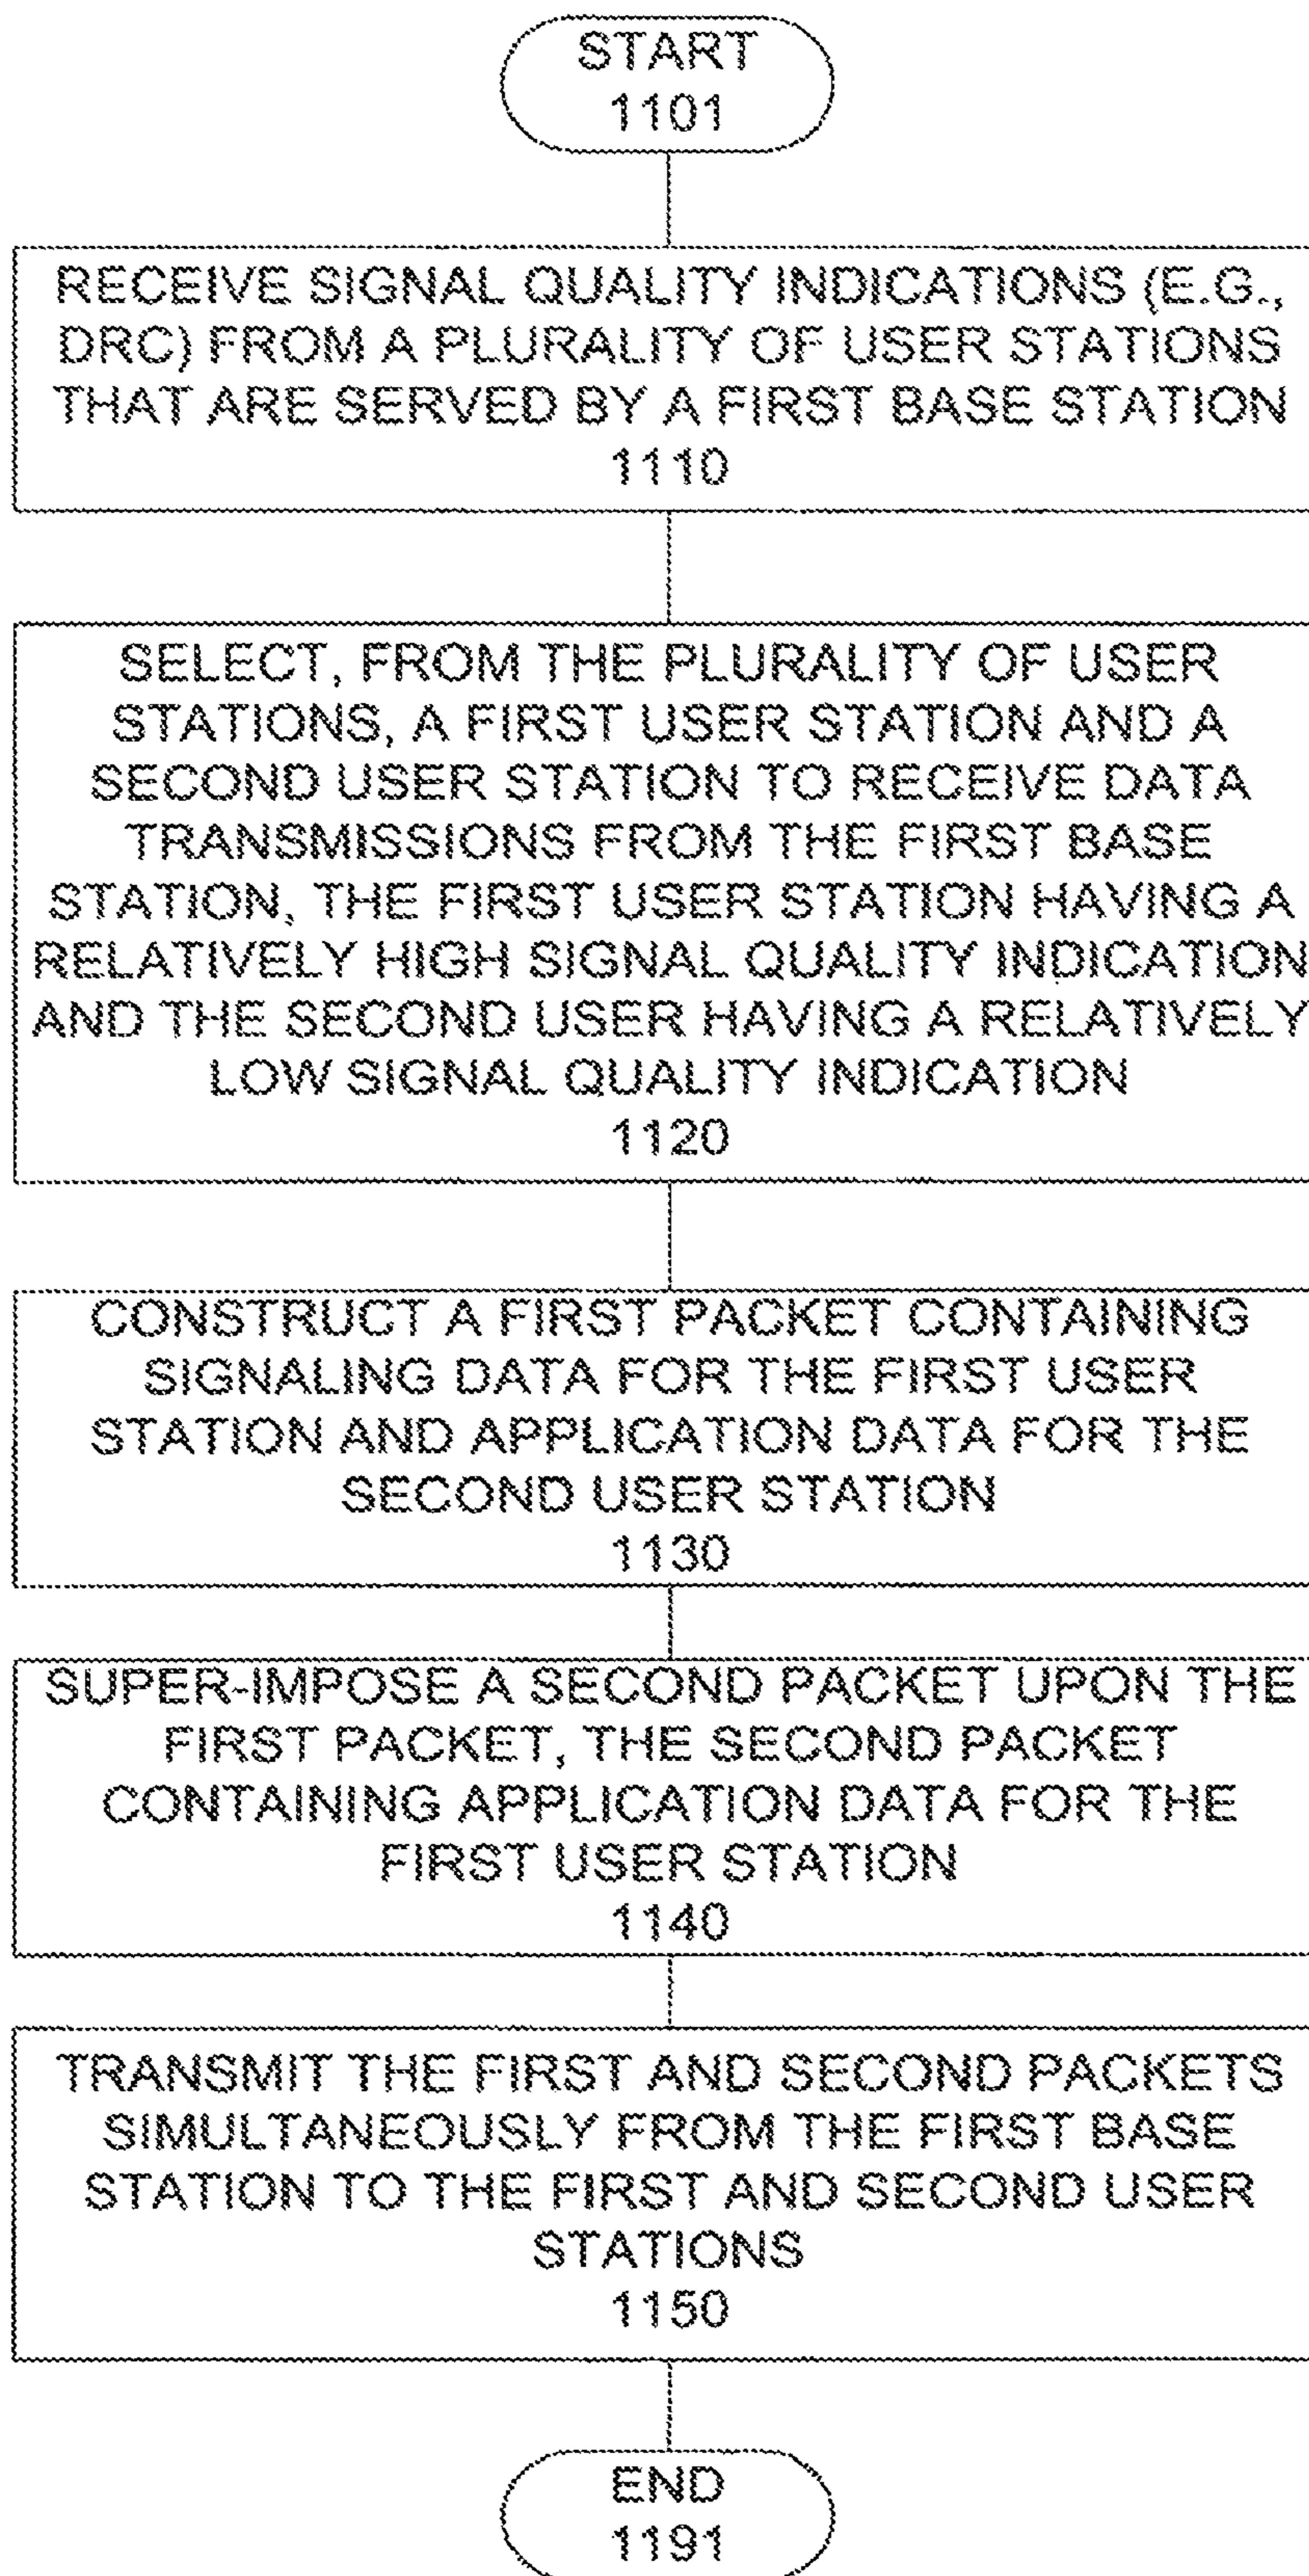 START
1101
RECEIVE SIGNAL QUALITY INDICATIONS (E.G.,
DRC) FROM A PLURALITY OF USER STATIONS
THAT ARE SERVED BY A FIRST BASE STATION
1110
SELECT, FROM THE PLURALITY OF USER
STATIONS, A FIRST USER STATION AND A
SECOND USER STATION TO RECEIVE DATA
TRANSMISSIONS FROM THE FIRST BASE
STATION, THE FIRST USER STATION HAVING A
RELATIVELY HIGH SIGNAL QUALITY INDICATION
AND THE SECOND USER HAVING A RELATIVELY
LOW SIGNAL QUALITY INDICATION
1120
CONSTRUCT A FIRST PACKET CONTAINING
SIGNALING DATA FOR THE FIRST USER
STATION AND APPLICATION DATA FOR THE
SECOND USER STATION
1130
SUPER-IMPOSE A SECOND PACKET UPON THE
FIRST PACKET, THE SECOND PACKET
CONTAINING APPLICATION DATA FOR THE
FIRST USER STATION
1140
TRANSMIT THE FIRST AND SECOND PACKETS
SIMULTANEOUSLY FROM THE FIRST BASE
STATION TO THE FIRST AND SECOND USER
STATIONS
1150
END
1191